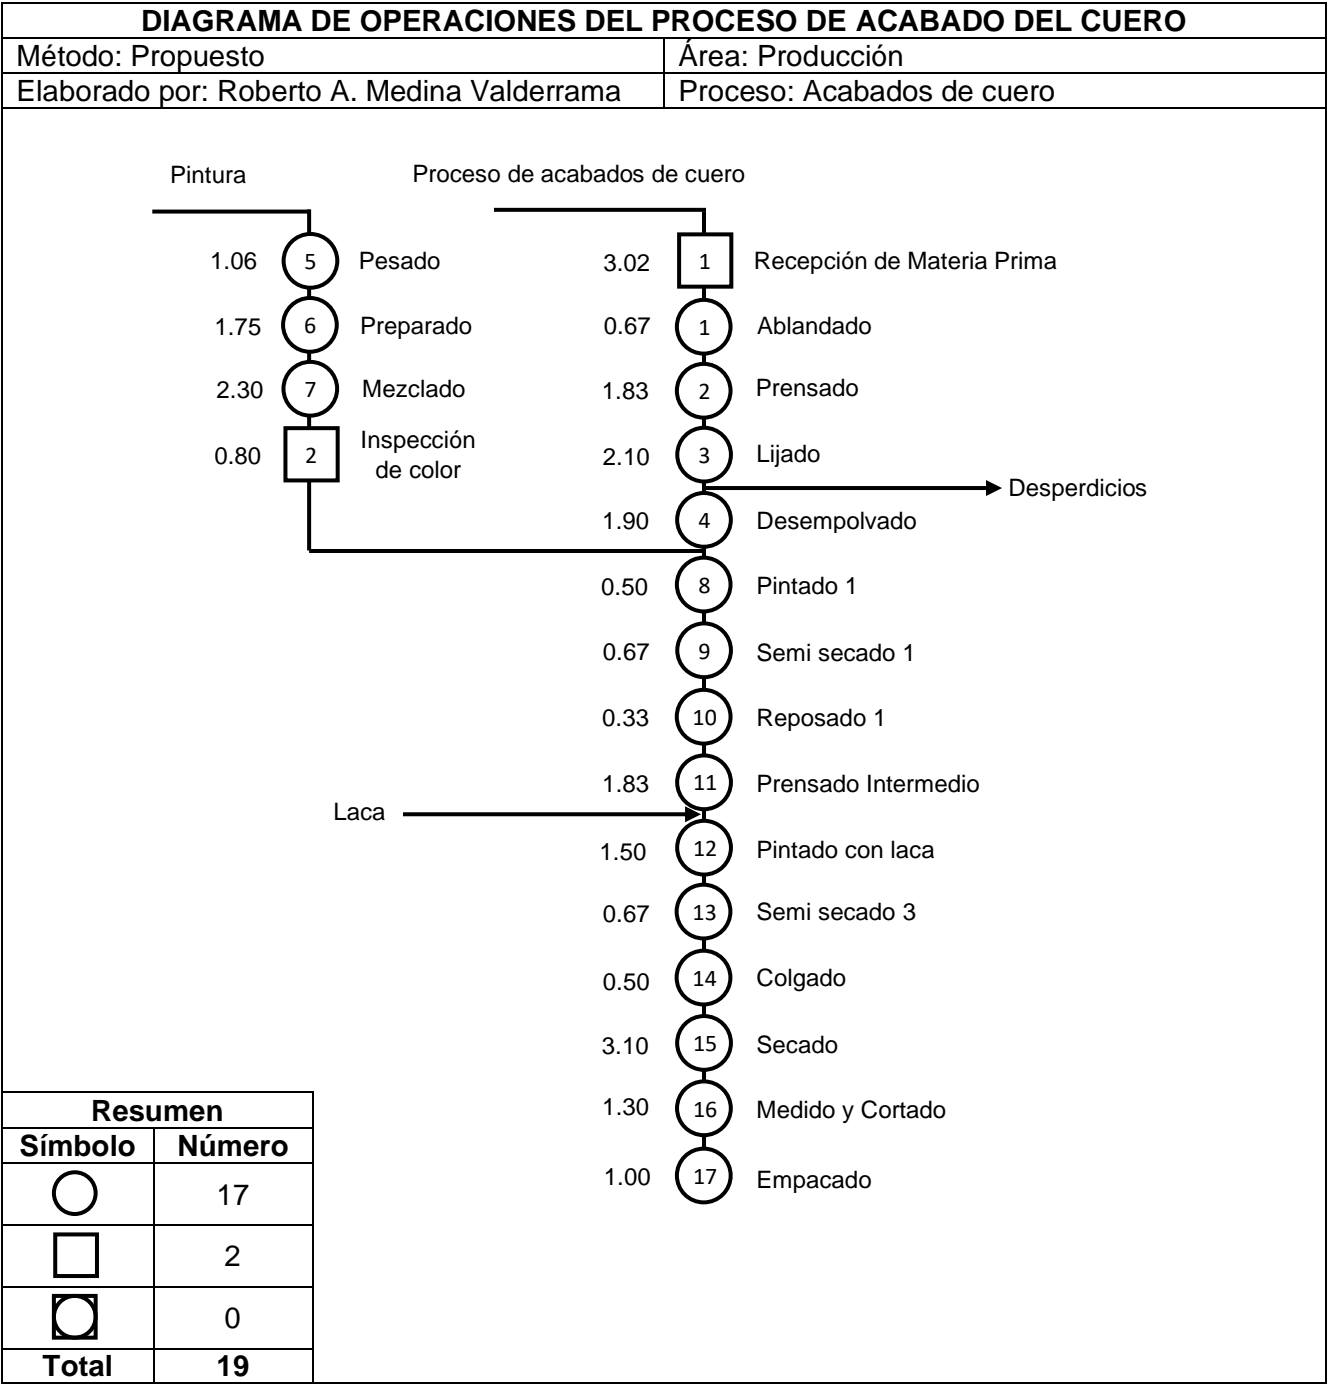 DIAGRAMA DE OPERACIONES DEL PROCESO DE ACABADO DEL CUERO
Método: Propuesto
Área: Producción
Elaborado por: Roberto A. Medina Valderrama
Proceso: Acabados de cuero
Pintura
1.06 5 Pesado
1.75 6 Preparado
2.30 7 Mezclado
0.80 2 Inspección
de color
Proceso de acabados de cuero
3.02 1 Recepción de Materia Prima
0.67 1 Ablandado
1.83 2 Prensado
2.10 3 Lijado
Desperdicios
1.90 4 Desempolvado
0.50 8 Pintado 1
0.67 9 Semi secado 1
0.33 10 Reposado 1
1.83 11 Prensado Intermedio
Laca
1.50 12 Pintado con laca
0.67 13 Semi secado 3
0.50 14 Colgado
3.10 15 Secado
1.30 16 Medido y Cortado
1.00 17 Empacado
Resumen
Símbolo Número
17
2
0
Total 19